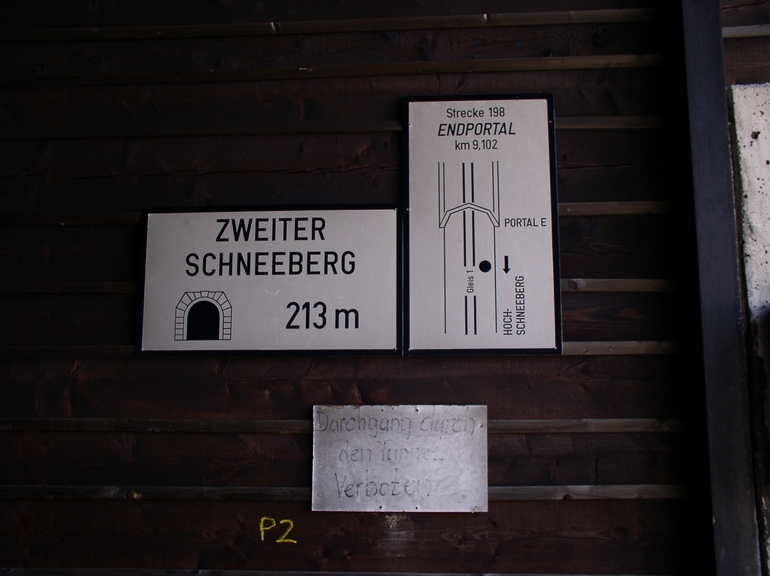 ZWEITER
SCHNEEBERG
213 m
Strecke 198
ENDPORTAL
km 9,102
PORTAL E
Gleis 1
HOCH-
SCHNEEBERG
Durchgang durch
den Tunnel
Verboten
P2